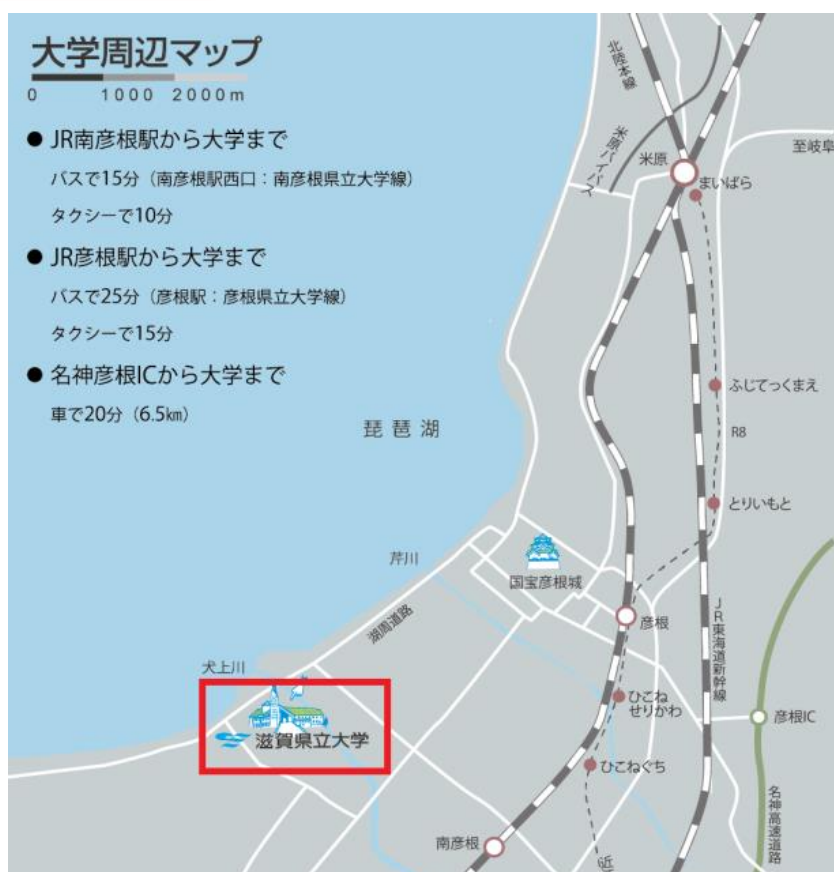 大学周辺マップ
0 1000 2000m
● JR南彦根駅から大学まで
バスで15分（南彦根駅西口：南彦根県立大学線）
タクシーで10分
● JR彦根駅から大学まで
バスで25分（彦根駅：彦根県立大学線）
タクシーで15分
● 名神彦根ICから大学まで
車で20分（6.5㎞）
北陸本線
米原バイパス
米原
まいばら
至岐阜
ふじてっくまえ
R8
とりいもと
琵琶湖
芹川
国宝彦根城
湖周道路
彦根
JR東海道新幹線
犬上川
滋賀県立大学
ひこね
せりかわ
彦根IC
ひこねぐち
名神高速道路
南彦根